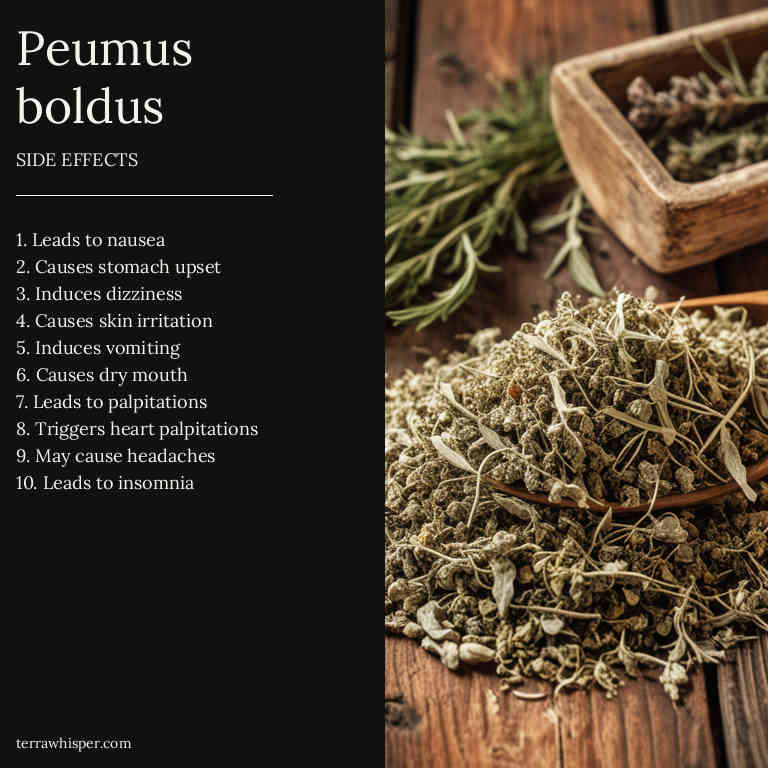 Peumus
boldus
SIDE EFFECTS
1. Leads to nausea
2. Causes stomach upset
3. Induces dizziness
4. Causes skin irritation
5. Induces vomiting
6. Causes dry mouth
7. Leads to palpitations
8. Triggers heart palpitations
9. May cause headaches
10. Leads to insomnia
terrawhisper.com